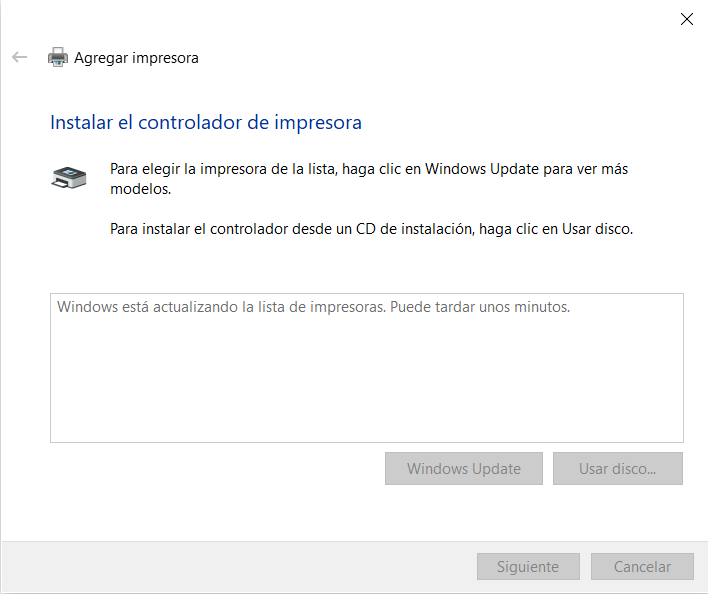 Agregar impresora
Instalar el controlador de impresora
Para elegir la impresora de la lista, haga clic en Windows Update para ver más
modelos.
Para instalar el controlador desde un CD de instalación, haga clic en Usar disco.
Windows está actualizando la lista de impresoras. Puede tardar unos minutos.
Windows Update Usar disco...
Siguiente Cancelar